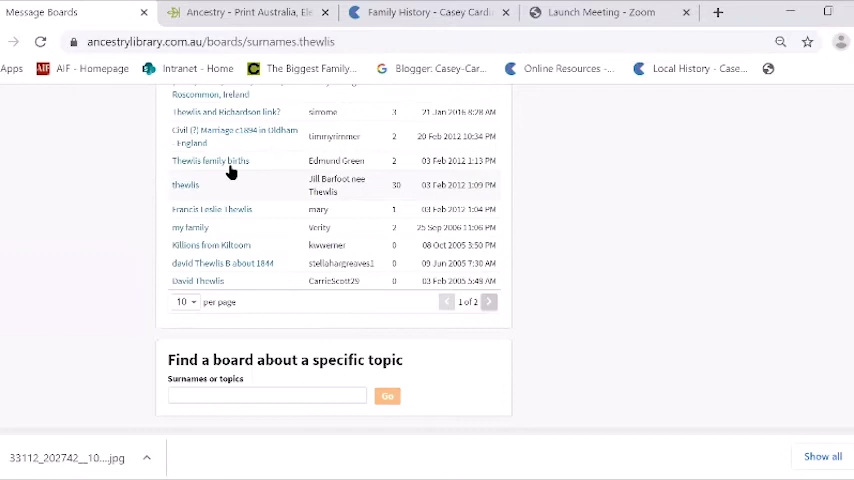 Message Boards
Ancestry - Print Australia, Ele
Family History - Casey Cardi
Launch Meeting - Zoom
ancestrylibrary.com.au/boards/surnames.thewlis
Apps
AIF - Homepage
Intranet - Home
The Biggest Family...
Blogger: Casey-Car...
Online Resources -...
Local History - Case...
Roscommon, Ireland
Thewlis and Richardson link? sirrome 3 21 Jan 2016 8:28 AM
Civil (?) Marriage c1894 in Oldham
- England
timmyrimmer 2 20 Feb 2012 10:34 PM
Thewlis family births Edmund Green 2 03 Feb 2012 1:13 PM
thewlis
Jill Barfoot nee
Thewlis
30 03 Feb 2012 1:09 PM
Francis Leslie Thewlis mary 1 03 Feb 2012 1:04 PM
my family Verity 2 25 Sep 2006 11:06 PM
Killions from Kiltoom kwwerner 0 08 Oct 2005 3:50 PM
david Thewlis B about 1844 stellahargreaves1 0 09 Jun 2005 7:30 AM
David Thewlis CarrieScott29 0 03 Feb 2005 5:49 AM
10 per page
1 of 2
Find a board about a specific topic
Surnames or topics
Go
33112_202742__10....jpg
Show all